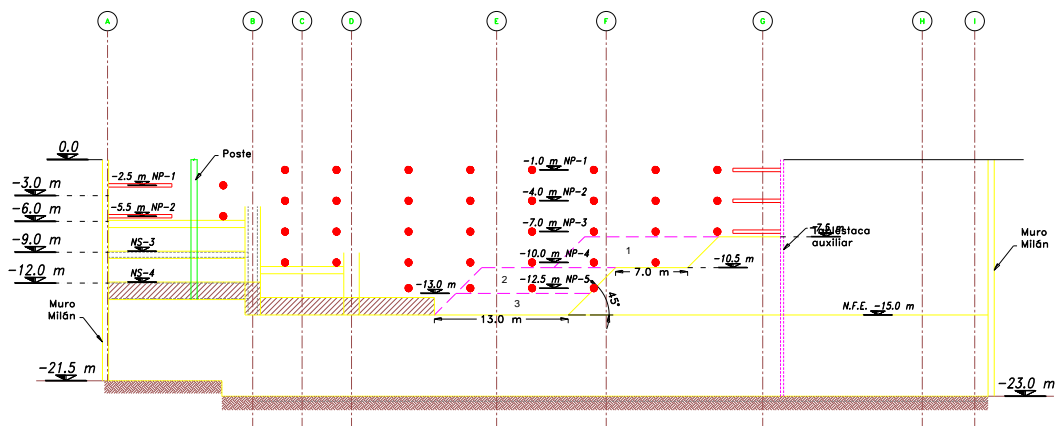 A B C D E F G H I
0.0
Poste
-1.0 m NP-1
-2.5 m NP-1
-3.0 m
-4.0 m NP-2
-5.5 m NP-2
-6.0 m
-7.0 m NP-3
auxiliar
Muro
Milán
NS-3
-9.0 m
-10.0 m NP-4
1
-10.5 m
7.0 m
NS-4
-12.0 m
2
-12.5 m NP-5
-13.0 m
3
45°
Muro
Milán
13.0 m
N.F.E. -15.0 m
-21.5 m
-23.0 m